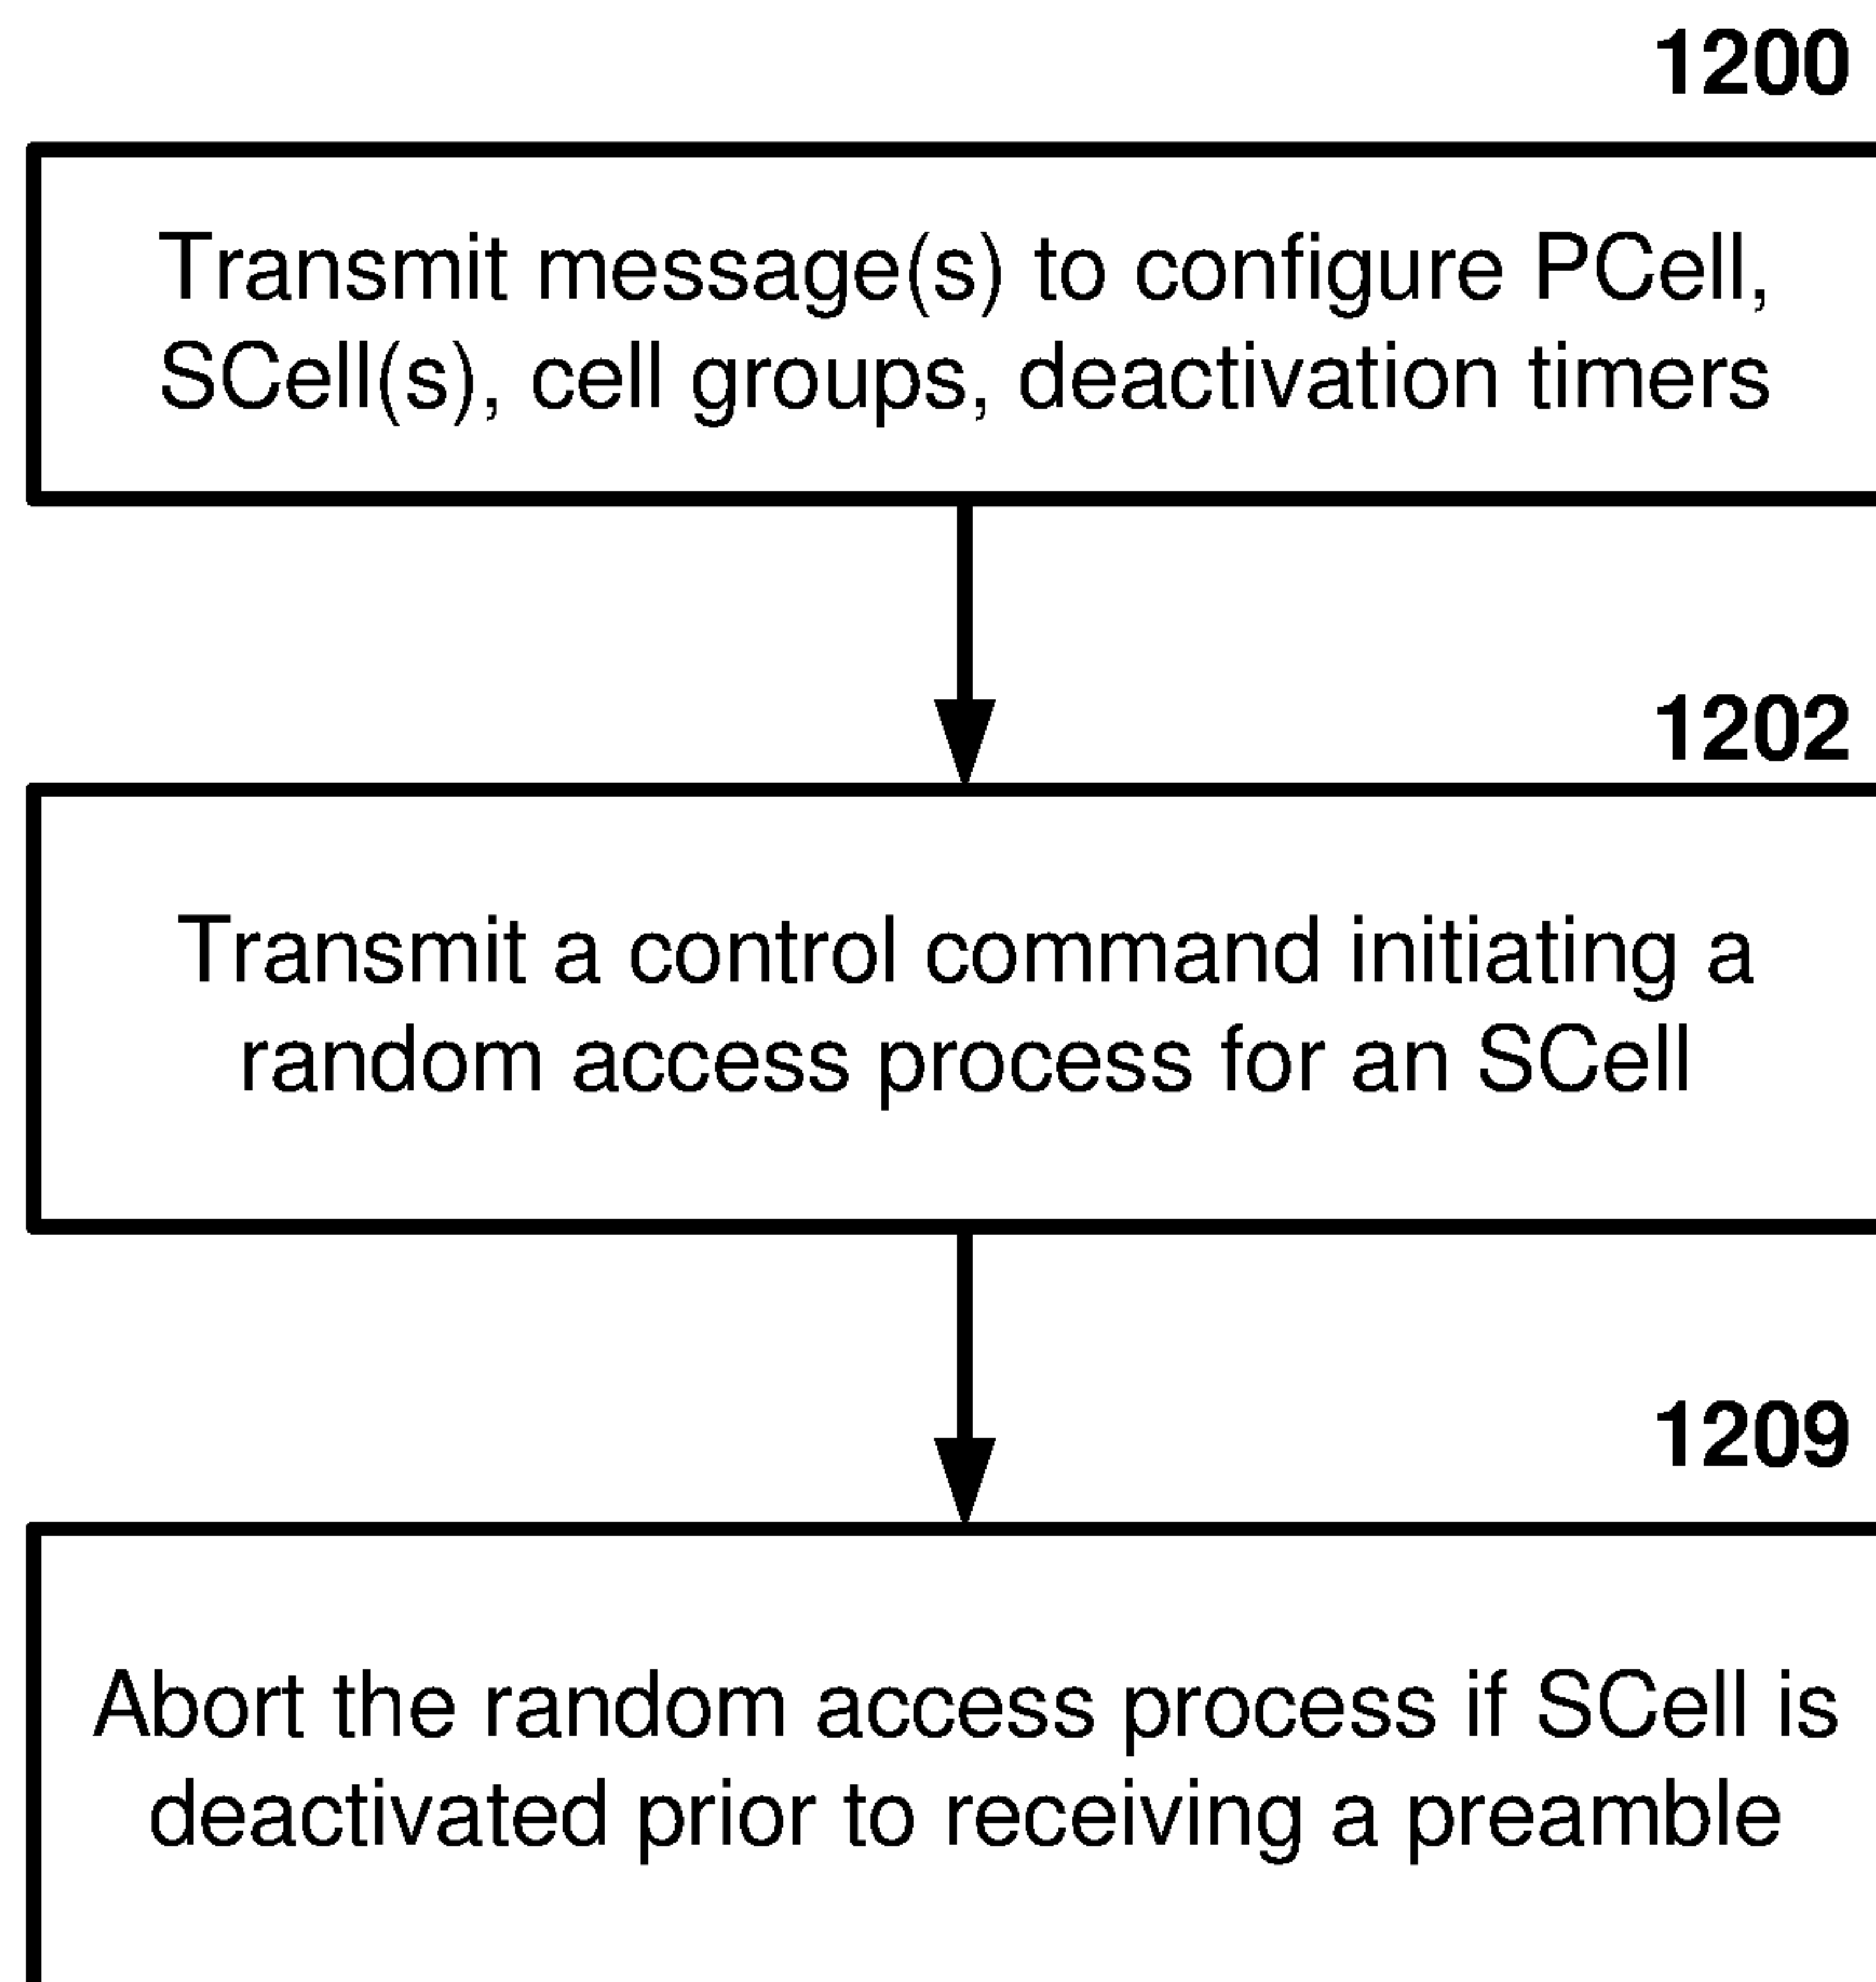 1200
Transmit message(s) to configure PCell,
SCell(s), cell groups, deactivation timers
1202
Transmit a control command initiating a
random access process for an SCell
1209
Abort the random access process if SCell is
deactivated prior to receiving a preamble